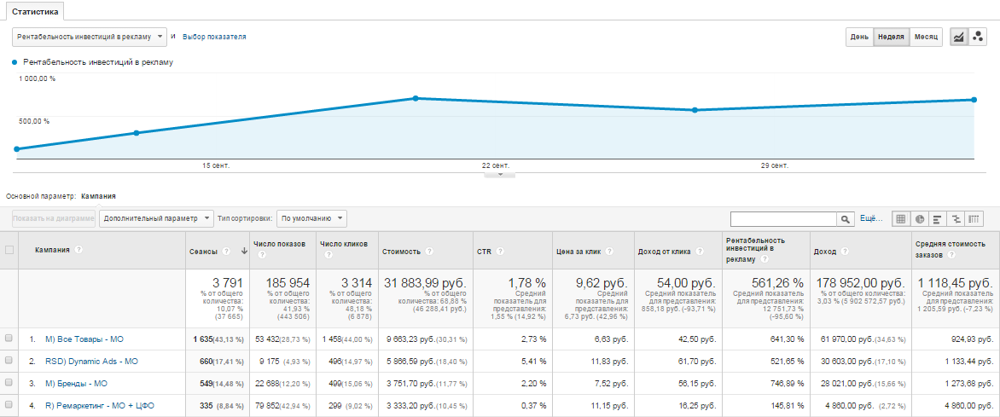 Статистика
Рентабельность инвестиций в рекламу и Выбор показателя День Неделя Месяц
Рентабельность инвестиций в рекламу
1 000,00 %
500,00 %
15 сент. 22 сент. 29 сент.
Основной параметр: Кампания
Показать на диаграмме Дополнительный параметр Тип сортировки: По умолчанию Ещё...
Кампания ? Сеансы ? Число показов ? Число кликов ? Стоимость ? CTR ? Цена за клик ? Доход от клика ? Рентабельность инвестиций в рекламу ? Доход ? Средняя стоимость заказов ?
3 791 185 954 3 314 31 883,99 руб. 1,78 % 9,62 руб. 54,00 руб. 561,26 % 178 952,00 руб. 1 118,45 руб.
% от общего количества: 10,07 % (37 665)
% от общего количества: 41,93 % (443 506)
% от общего количества: 48,18 % (6 878)
% от общего количества: 68,88 % (46 288,41 руб.)
Средний показатель для представления: 1,55 % (14,92 %)
Средний показатель для представления: 6,73 руб. (42,96 %)
Средний показатель для представления: 858,18 руб. (-93,71 %)
Средний показатель для представления: 12 751,73 % (-95,60 %)
% от общего количества: 3,03 % (5 902 572,57 руб.)
Средний показатель для представления: 1 205,59 руб. (-7,23 %)
1. M) Все Товары - МО 1 635(43,13 %) 53 432(28,73 %) 1 458(44,00 %) 9 663,23 руб.(30,31 %) 2,73 % 6,63 руб. 42,50 руб. 641,30 % 61 970,00 руб. (34,63 %) 924,93 руб.
2. RSD) Dynamic Ads - МО 660(17,41 %) 9 175 (4,93 %) 496(14,97 %) 5 866,59 руб.(18,40 %) 5,41 % 11,83 руб. 61,70 руб. 521,65 % 30 603,00 руб.(17,10 %) 1 133,44 руб.
3. M) Бренды - МО 549(14,48 %) 22 688(12,20 %) 499(15,06 %) 3 751,70 руб.(11,77 %) 2,20 % 7,52 руб. 56,15 руб. 746,89 % 28 021,00 руб.(15,66 %) 1 273,68 руб.
4. R) Ремаркетинг - МО + ЦФО 335 (8,84 %) 79 852(42,94 %) 299 (9,02 %) 3 333,20 руб.(10,45 %) 0,37 % 11,15 руб. 16,25 руб. 145,81 % 4 860,00 руб. (2,72 %) 4 860,00 руб.